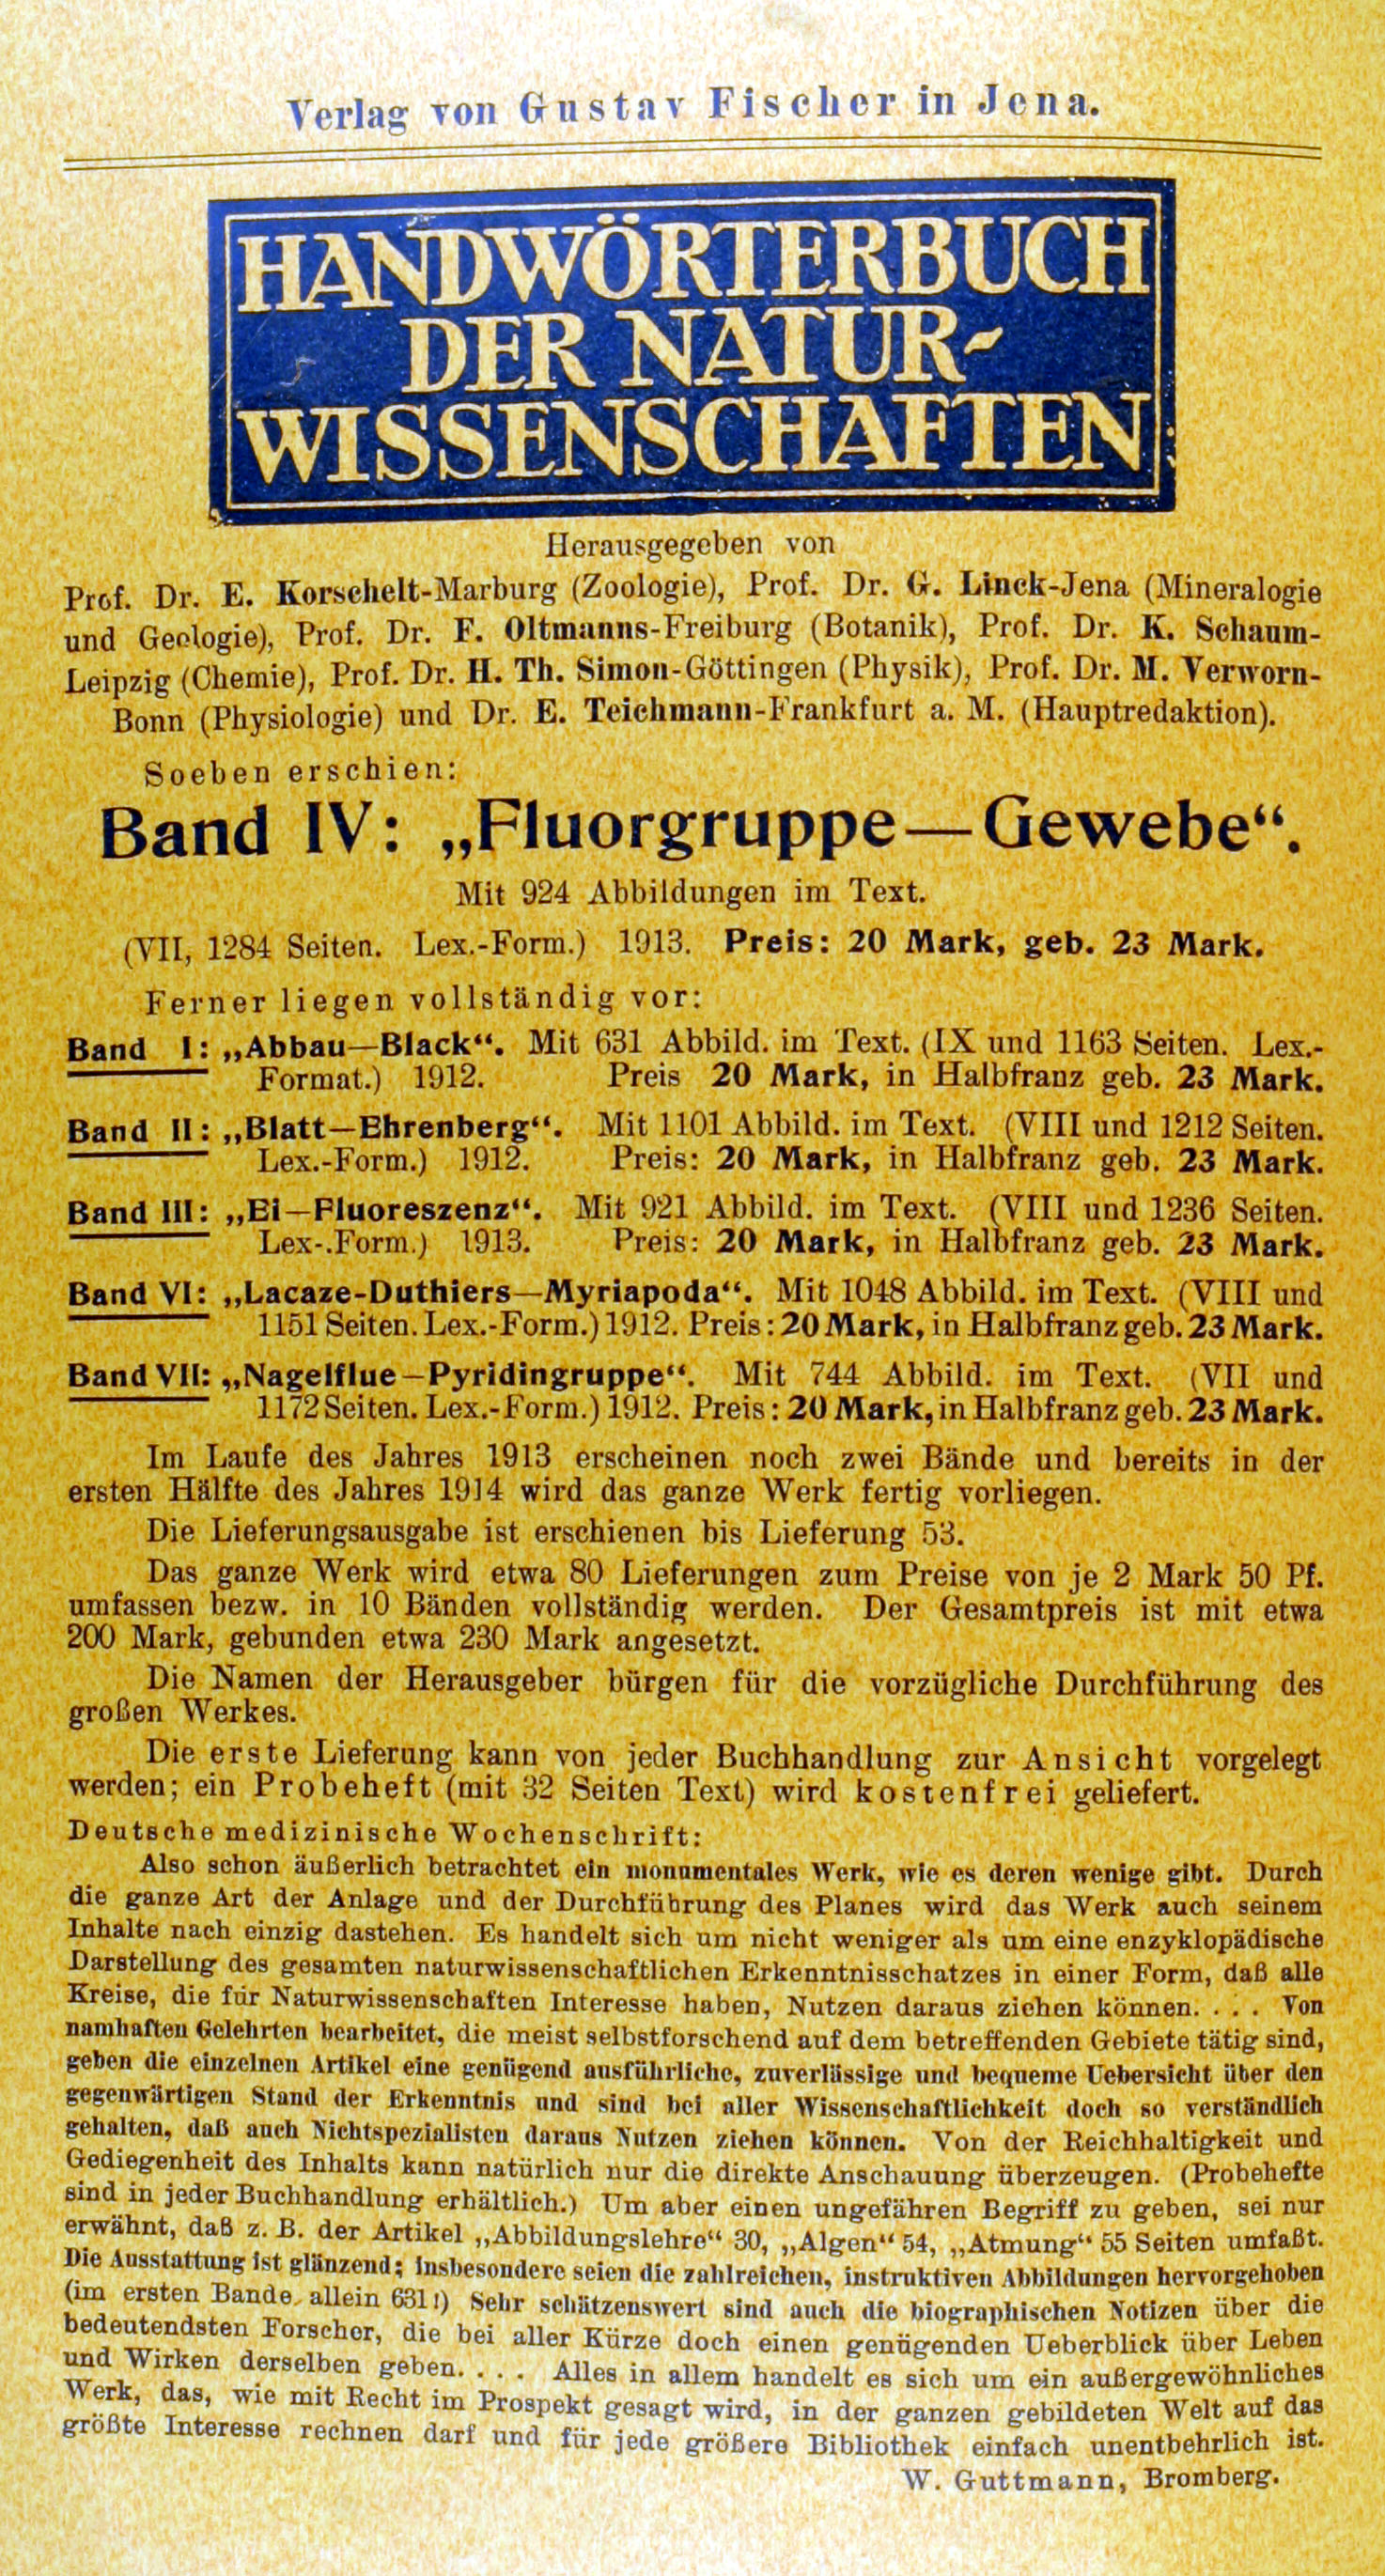 Verlag von Gustav Fischer in Jena.
HANDWÖRTERBUCH
DER NATUR-
WISSENSCHAFTEN
Herausgegeben von
Prof. Dr. E. Korschelt-Marburg (Zoologie), Prof. Dr. G. Linck-Jena (Mineralogie
und Geologie), Prof. Dr. F. Oltmanns-Freiburg (Botanik), Prof. Dr. K. Schaum-
Leipzig (Chemie), Prof. Dr. H. Th. Simon-Göttingen (Physik), Prof. Dr. M. Verworn-
Bonn (Physiologie) und Dr. E. Teichmann-Frankfurt a. M. (Hauptredaktion).
Soeben erschien:
Band IV: „Fluorgruppe—Gewebe“.
Mit 924 Abbildungen im Text.
(VII, 1284 Seiten. Lex.-Form.) 1913. Preis: 20 Mark, geb. 23 Mark.
Ferner liegen vollständig vor:
Band I: „Abbau—Black“. Mit 631 Abbild. im Text. (IX und 1163 Seiten. Lex.-
Format.) 1912. Preis 20 Mark, in Halbfranz geb. 23 Mark.
Band II: „Blatt—Ehrenberg“. Mit 1101 Abbild. im Text. (VIII und 1212 Seiten.
Lex.-Form.) 1912. Preis: 20 Mark, in Halbfranz geb. 23 Mark.
Band III: „Ei—Fluoreszenz“. Mit 921 Abbild. im Text. (VIII und 1236 Seiten.
Lex-.Form.) 1913. Preis: 20 Mark, in Halbfranz geb. 23 Mark.
Band VI: „Lacaze-Duthiers—Myriapoda“. Mit 1048 Abbild. im Text. (VIII und
1151 Seiten. Lex.-Form.) 1912. Preis: 20 Mark, in Halbfranz geb. 23 Mark.
Band VII: „Nagelflue—Pyridingruppe“. Mit 744 Abbild. im Text. (VII und
1172 Seiten. Lex.-Form.) 1912. Preis: 20 Mark, in Halbfranz geb. 23 Mark.
Im Laufe des Jahres 1913 erscheinen noch zwei Bände und bereits in der
ersten Hälfte des Jahres 1914 wird das ganze Werk fertig vorliegen.
Die Lieferungsausgabe ist erschienen bis Lieferung 53.
Das ganze Werk wird etwa 80 Lieferungen zum Preise von je 2 Mark 50 Pf.
umfassen bezw. in 10 Bänden vollständig werden. Der Gesamtpreis ist mit etwa
200 Mark, gebunden etwa 230 Mark angesetzt.
Die Namen der Herausgeber bürgen für die vorzügliche Durchführung des
großen Werkes.
Die erste Lieferung kann von jeder Buchhandlung zur Ansicht vorgelegt
werden; ein Probeheft (mit 32 Seiten Text) wird kostenfrei geliefert.
Deutsche medizinische Wochenschrift:
Also schon äußerlich betrachtet ein monumentales Werk, wie es deren wenige gibt. Durch
die ganze Art der Anlage und der Durchführung des Planes wird das Werk auch seinem
Inhalte nach einzig dastehen. Es handelt sich um nicht weniger als um eine enzyklopädische
Darstellung des gesamten naturwissenschaftlichen Erkenntnisschatzes in einer Form, daß alle
Kreise, die für Naturwissenschaften Interesse haben, Nutzen daraus ziehen können. . . . Von
namhaften Gelehrten bearbeitet, die meist selbstforschend auf dem betreffenden Gebiete tätig sind,
geben die einzelnen Artikel eine genügend ausführliche, zuverlässige und bequeme Uebersicht über den
gegenwärtigen Stand der Erkenntnis und sind bei aller Wissenschaftlichkeit doch so verständlich
gehalten, daß auch Nichtspezialisten daraus Nutzen ziehen können. Von der Reichhaltigkeit und
Gediegenheit des Inhalts kann natürlich nur die direkte Anschauung überzeugen. (Probehefte
sind in jeder Buchhandlung erhältlich.) Um aber einen ungefähren Begriff zu geben, sei nur
erwähnt, daß z. B. der Artikel „Abbildungslehre“ 30, „Algen“ 54, „Atmung“ 55 Seiten umfaßt.
Die Ausstattung ist glänzend; insbesondere seien die zahlreichen, instruktiven Abbildungen hervorgehoben
(im ersten Bande allein 631!) Sehr schätzenswert sind auch die biographischen Notizen über die
bedeutendsten Forscher, die bei aller Kürze doch einen genügenden Ueberblick über Leben
und Wirken derselben geben. . . . Alles in allem handelt es sich um ein außergewöhnliches
Werk, das, wie mit Recht im Prospekt gesagt wird, in der ganzen gebildeten Welt auf das
größte Interesse rechnen darf und für jede größere Bibliothek einfach unentbehrlich ist.
W. Guttmann, Bromberg.